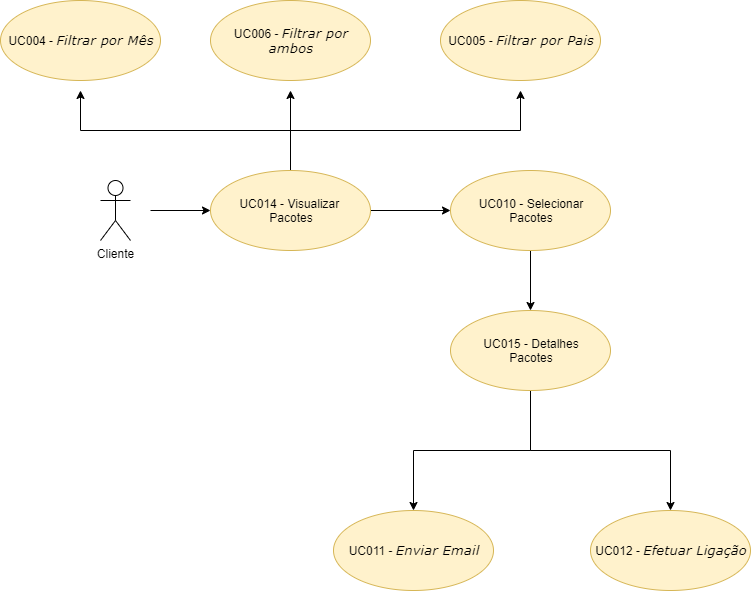 UC004 - Filtrar por Mês
UC006 - Filtrar por
ambos
UC005 - Filtrar por Pais
UC014 - Visualizar
Pacotes
UC010 - Selecionar
Pacotes
Cliente
UC015 - Detalhes
Pacotes
UC011 - Enviar Email
UC012 - Efetuar Ligação